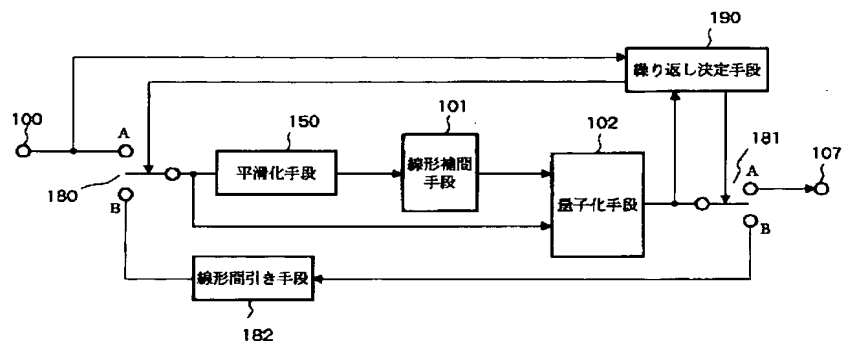 190
繰り返し決定手段
100
A
150
平滑化手段
101
線形補間
手段
102
量子化手段
181
A
107
180
B
B
線形間引き手段
182